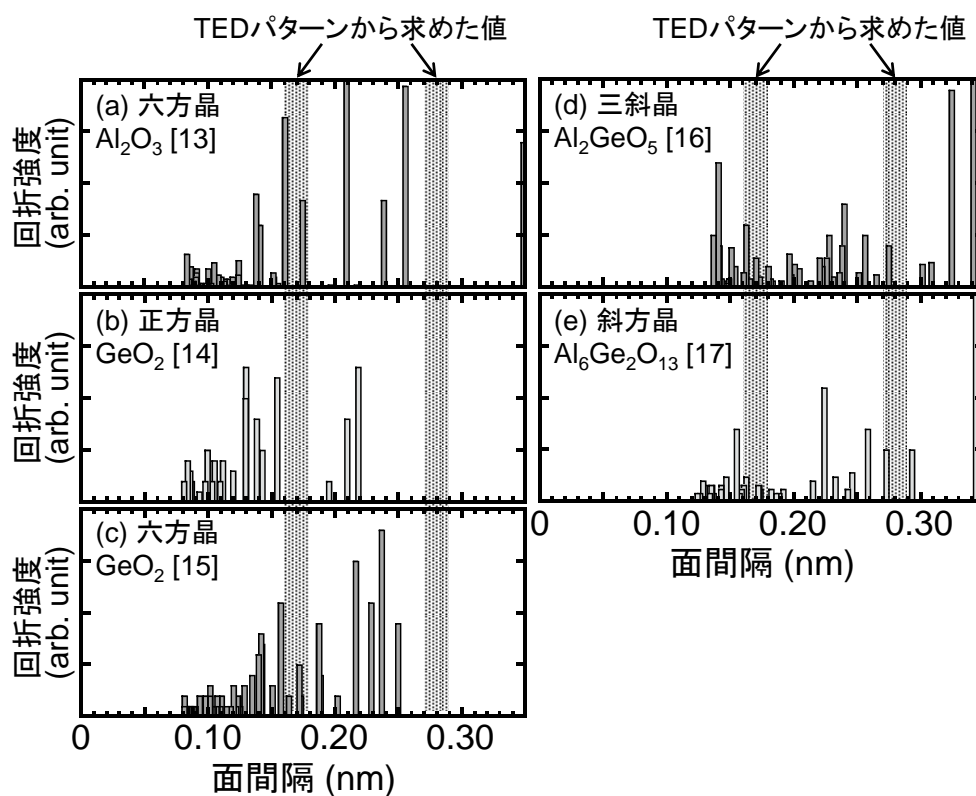 TEDパターンから求めた値
TEDパターンから求めた値
(a) 六方晶
Al₂O₃ [13]
回折強度
(arb. unit)
(b) 正方晶
GeO₂ [14]
回折強度
(arb. unit)
(c) 六方晶
GeO₂ [15]
回折強度
(arb. unit)
0 0.10 0.20 0.30
面間隔 (nm)
(d) 三斜晶
Al₂GeO₅ [16]
(e) 斜方晶
Al₆Ge₂O₁₃ [17]
0 0.10 0.20 0.30
面間隔 (nm)